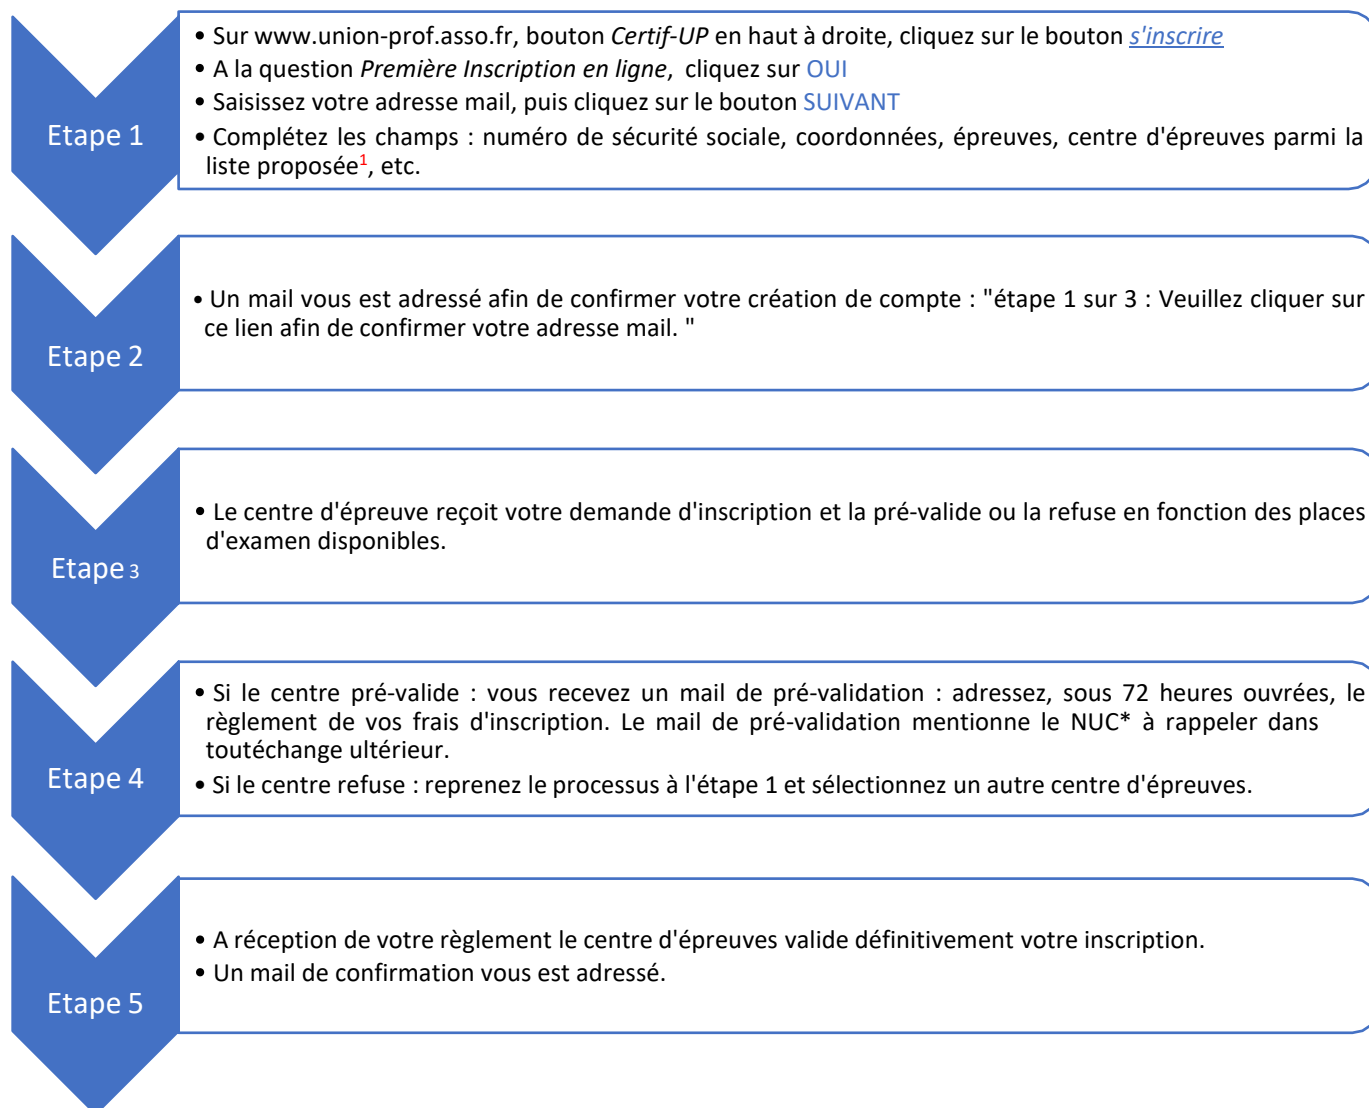 Etape 1
• Sur www.union-prof.asso.fr, bouton Certif-UP en haut à droite, cliquez sur le bouton s'inscrire
• A la question Première Inscription en ligne, cliquez sur OUI
• Saisissez votre adresse mail, puis cliquez sur le bouton SUIVANT
• Complétez les champs : numéro de sécurité sociale, coordonnées, épreuves, centre d'épreuves parmi la
liste proposée1, etc.
Etape 2
• Un mail vous est adressé afin de confirmer votre création de compte : "étape 1 sur 3 : Veuillez cliquer sur
ce lien afin de confirmer votre adresse mail. "
Etape 3
• Le centre d'épreuve reçoit votre demande d'inscription et la pré-valide ou la refuse en fonction des places
d'examen disponibles.
Etape 4
• Si le centre pré-valide : vous recevez un mail de pré-validation : adressez, sous 72 heures ouvrées, le
règlement de vos frais d'inscription. Le mail de pré-validation mentionne le NUC* à rappeler dans
toutéchange ultérieur.
• Si le centre refuse : reprenez le processus à l'étape 1 et sélectionnez un autre centre d'épreuves.
Etape 5
• A réception de votre règlement le centre d'épreuves valide définitivement votre inscription.
• Un mail de confirmation vous est adressé.